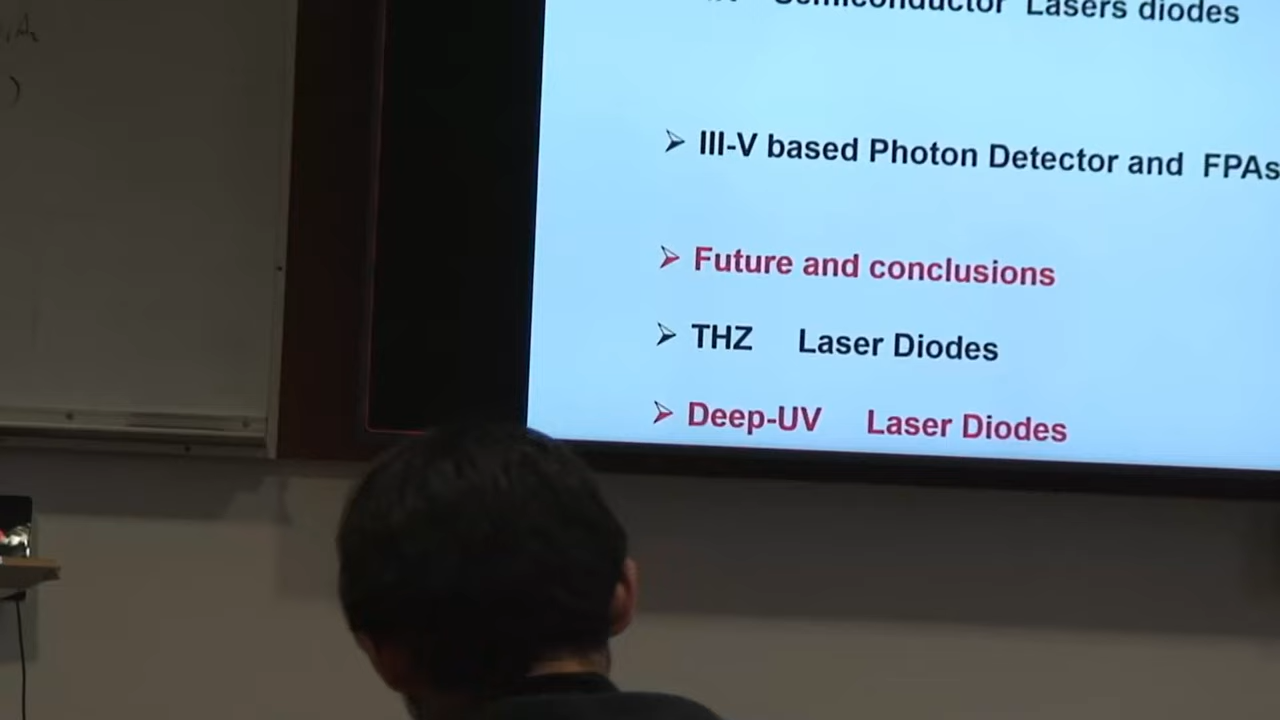 Semiconductor Lasers diodes
III-V based Photon Detector and FPAs
Future and conclusions
THZ Laser Diodes
Deep-UV Laser Diodes